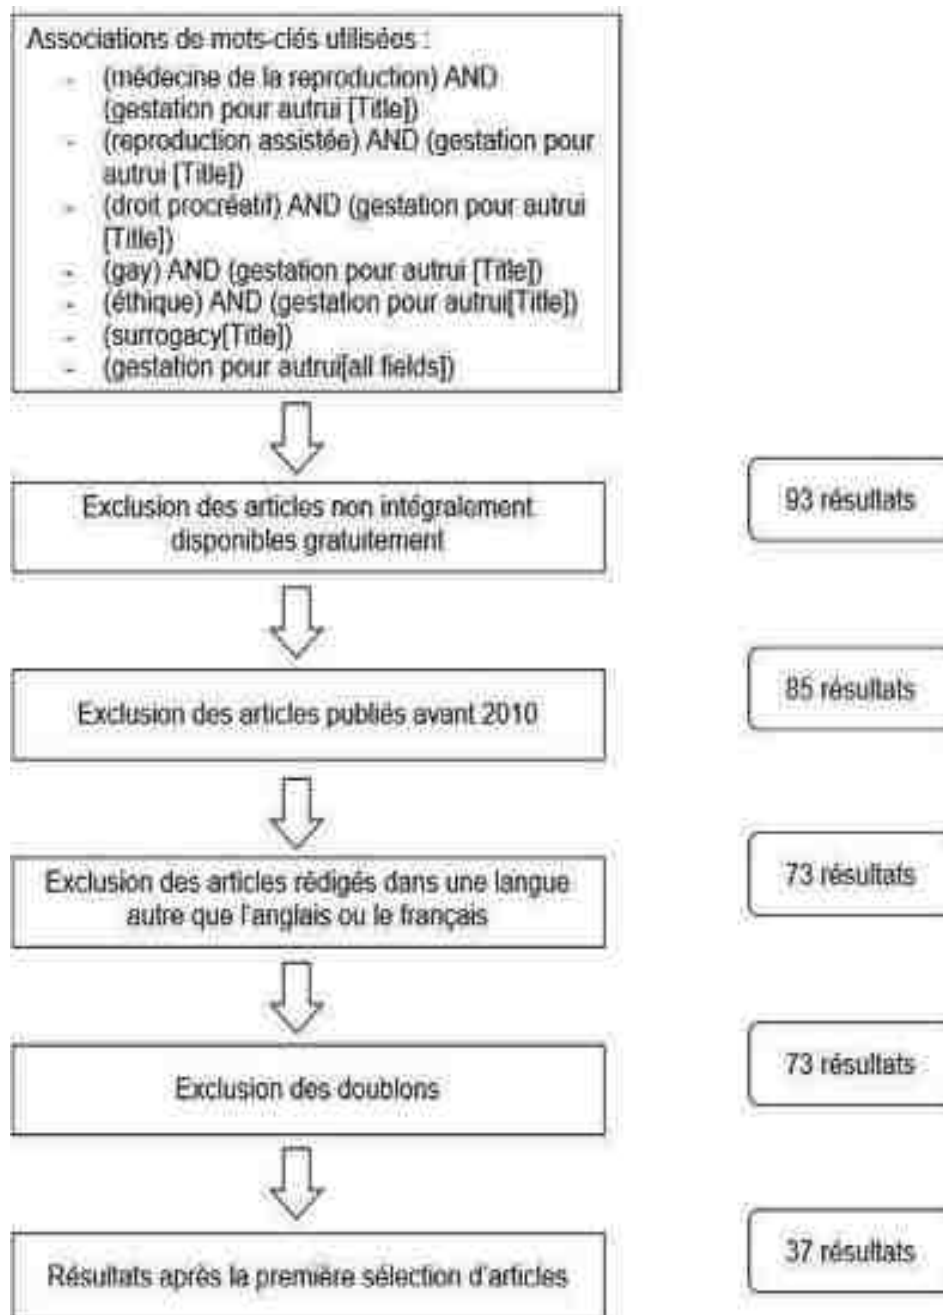 Associations de mots-clés utilisées :
- (médecine de la reproduction) AND
(gestation pour autrui [Title])
- (reproduction assistée) AND (gestation pour
autrui [Title])
- (droit procréatif) AND (gestation pour autrui
[Title])
- (gay) AND (gestation pour autrui [Title])
- (éthique) AND (gestation pour autrui[Title])
- (surrogacy[Title])
- (gestation pour autrui[all fields])
Exclusion des articles non intégralement
disponibles gratuitement
93 résultats
Exclusion des articles publiés avant 2010
85 résultats
Exclusion des articles rédigés dans une langue
autre que l'anglais ou le français
73 résultats
Exclusion des doublons
73 résultats
Résultats après la première sélection d'articles
37 résultats